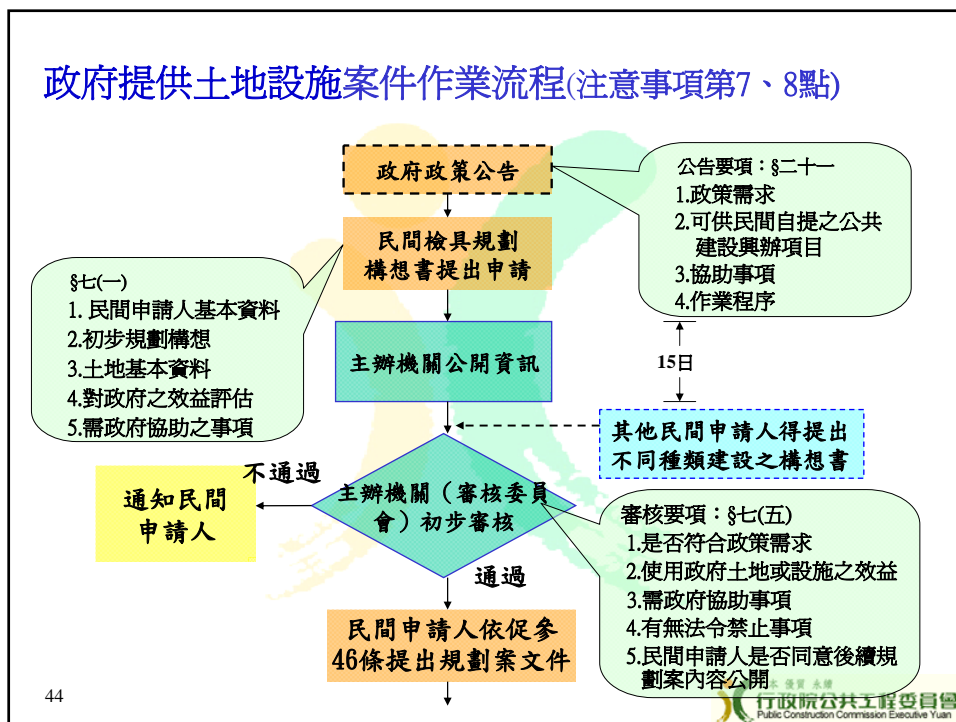 政府提供土地設施案件作業流程(注意事項第7、8點)
政府政策公告
公告要項：§二十一
1.政策需求
2.可供民間自提之公共
建設興辦項目
3.協助事項
4.作業程序
民間檢具規劃
構想書提出申請
§七(一)
1. 民間申請人基本資料
2.初步規劃構想
3.土地基本資料
4.對政府之效益評估
5.需政府協助之事項
主辦機關公開資訊
15日
其他民間申請人得提出
不同種類建設之構想書
不通過
通知民間
申請人
主辦機關（審核委員
會）初步審核
審核要項：§七(五)
1.是否符合政策需求
2.使用政府土地或設施之效益
3.需政府協助事項
4.有無法令禁止事項
5.民間申請人是否同意後續規
劃案內容公開
通過
民間申請人依促參
46條提出規劃案文件
44
本 優質 永續
行政院公共工程委員會
Public Construction Commission Executive Yuan